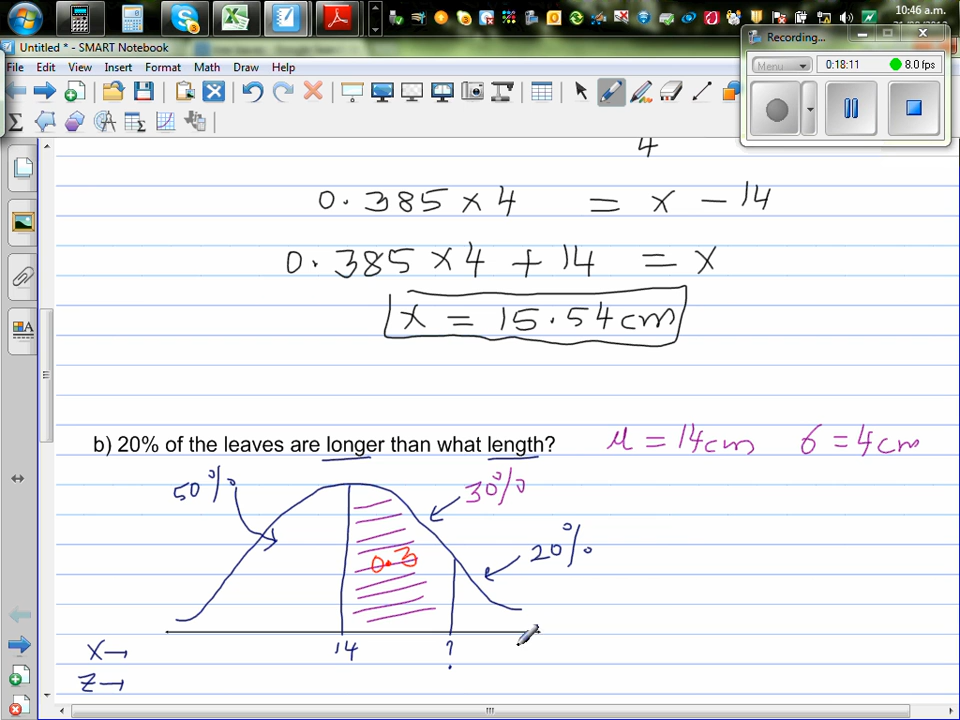 10:46 a.m.
Untitled * - SMART Notebook
Recording...
File Edit View Insert Format Math Draw Help
Menu 0:18:11 8.0 fps
4
0.385 × 4 = x - 14
0.385 × 4 + 14 = x
x = 15.54cm
b) 20% of the leaves are longer than what length? μ = 14cm σ = 4cm
50% 30%
0.3 20%
X→ 14 ?
Z→